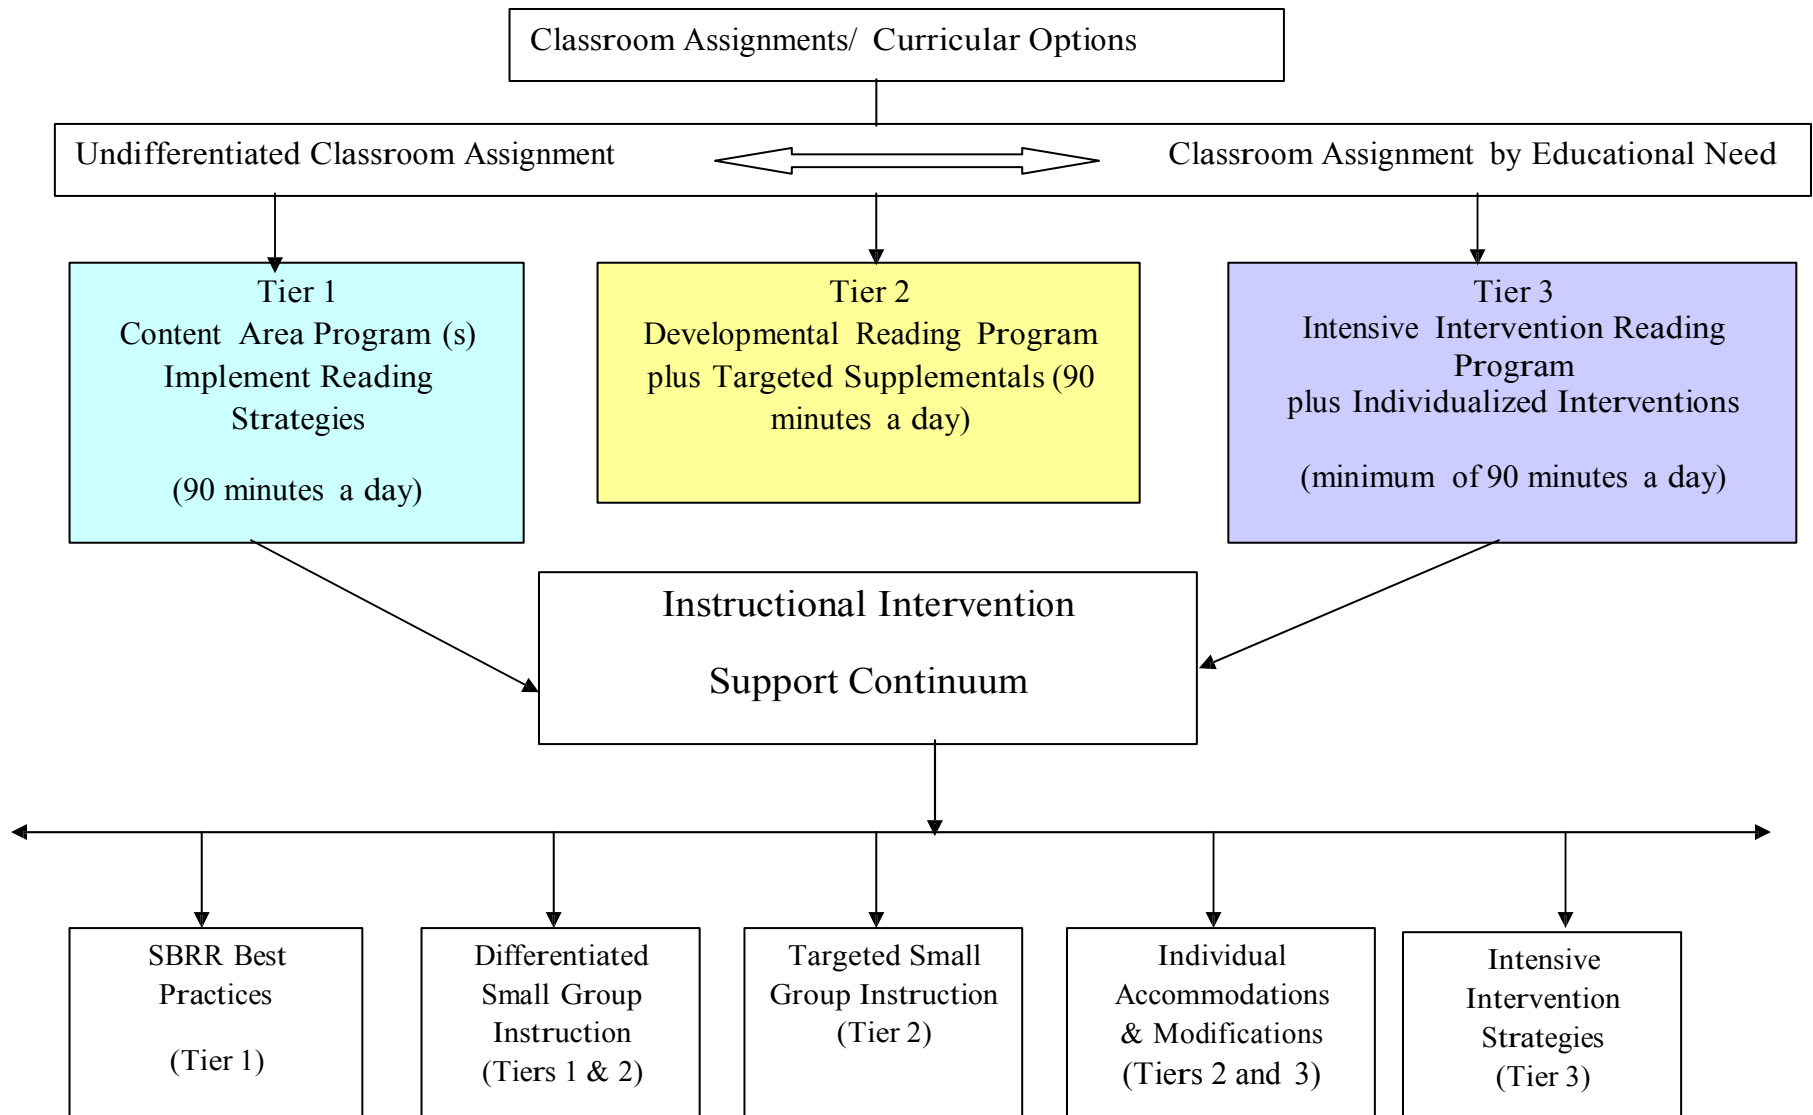 Classroom Assignments/ Curricular Options
Undifferentiated Classroom Assignment
Classroom Assignment by Educational Need
Tier 1
Content Area Program (s)
Implement Reading
Strategies
(90 minutes a day)
Tier 2
Developmental Reading Program
plus Targeted Supplementals (90
minutes a day)
Tier 3
Intensive Intervention Reading
Program
plus Individualized Interventions
(minimum of 90 minutes a day)
Instructional Intervention
Support Continuum
SBRR Best
Practices
(Tier 1)
Differentiated
Small Group
Instruction
(Tiers 1 & 2)
Targeted Small
Group Instruction
(Tier 2)
Individual
Accommodations
& Modifications
(Tiers 2 and 3)
Intensive
Intervention
Strategies
(Tier 3)